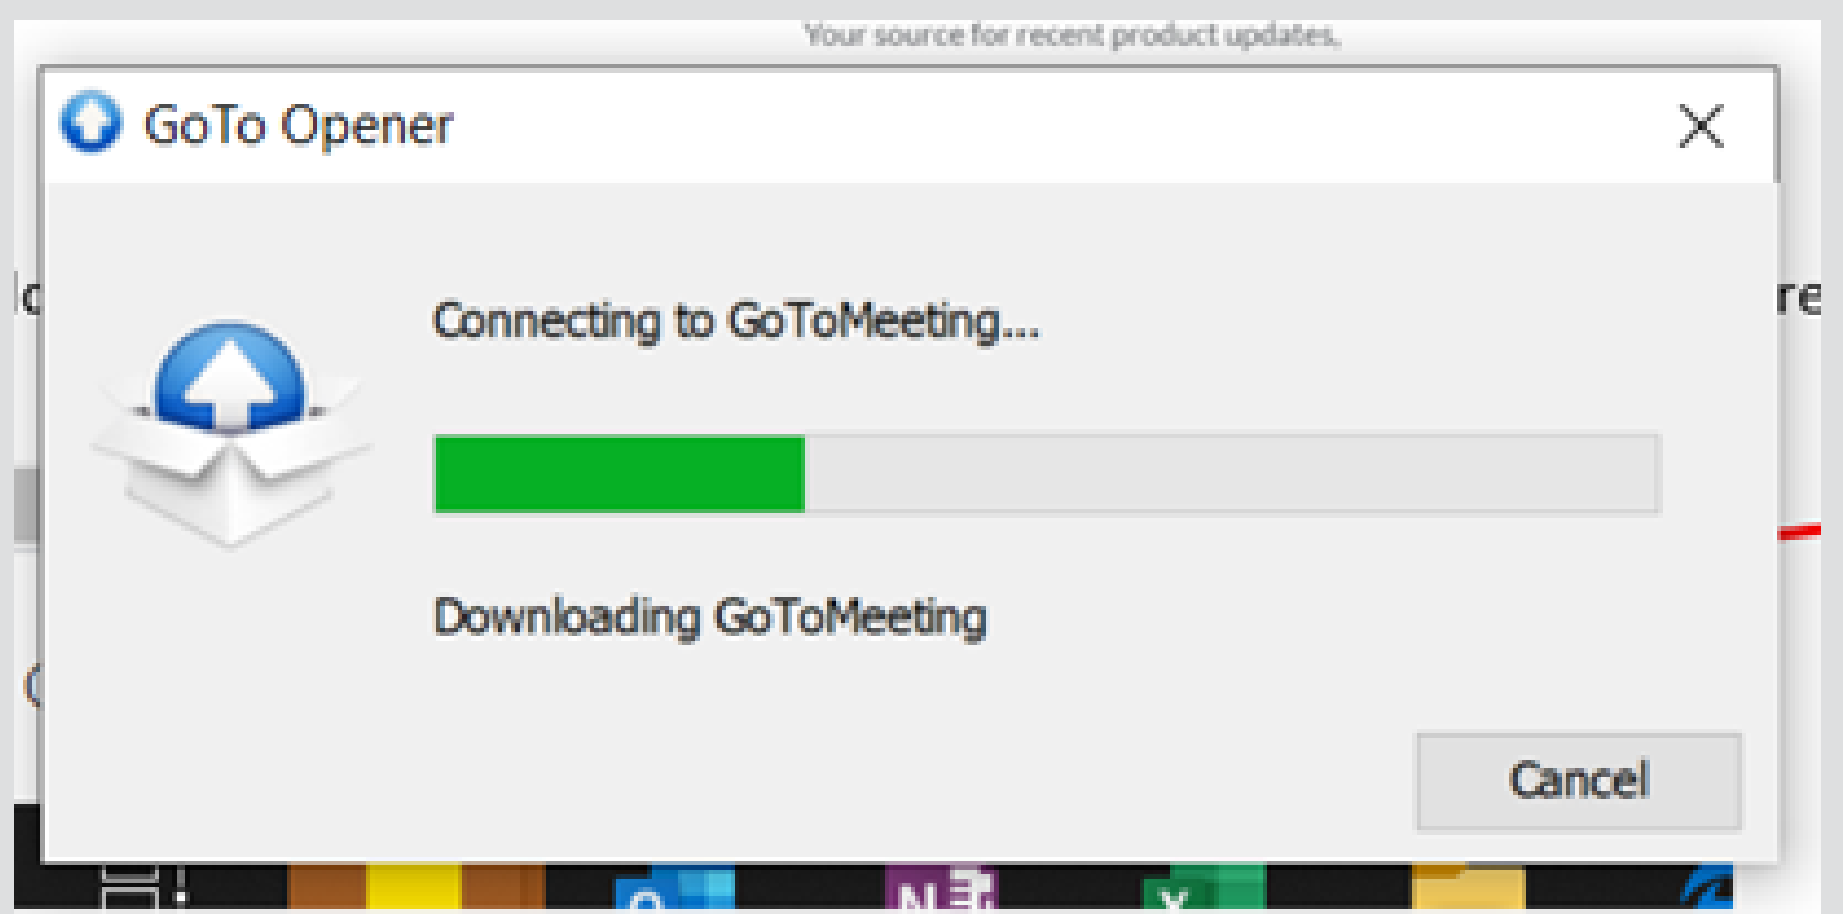 Your source for recent product updates.
GoTo Opener
Connecting to GoToMeeting...
Downloading GoToMeeting
Cancel